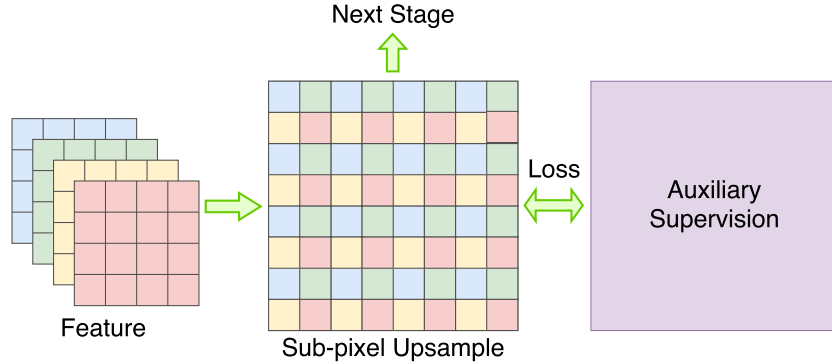 Next Stage
Loss
Auxiliary
Supervision
Feature
Sub-pixel Upsample